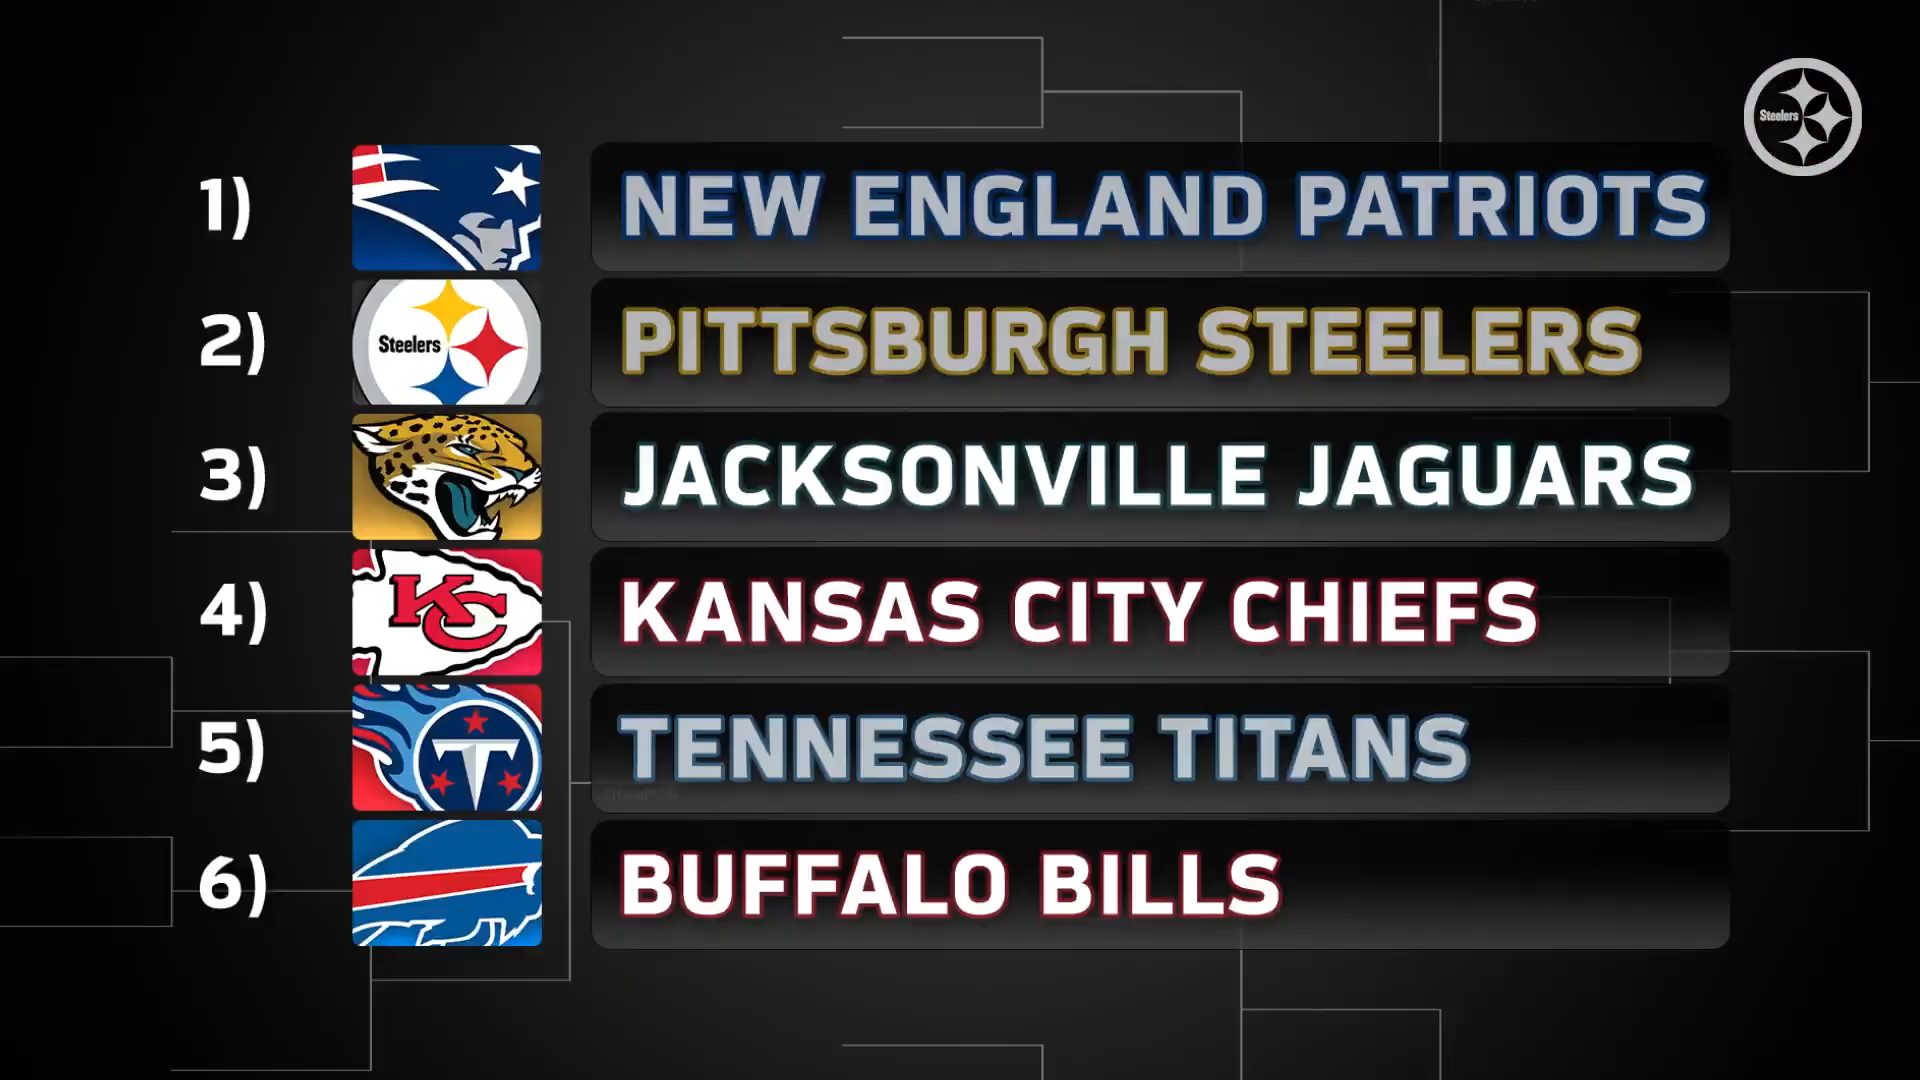 Steelers
1) NEW ENGLAND PATRIOTS
2) Steelers PITTSBURGH STEELERS
3) JACKSONVILLE JAGUARS
4) KC KANSAS CITY CHIEFS
5) T TENNESSEE TITANS
6) BUFFALO BILLS